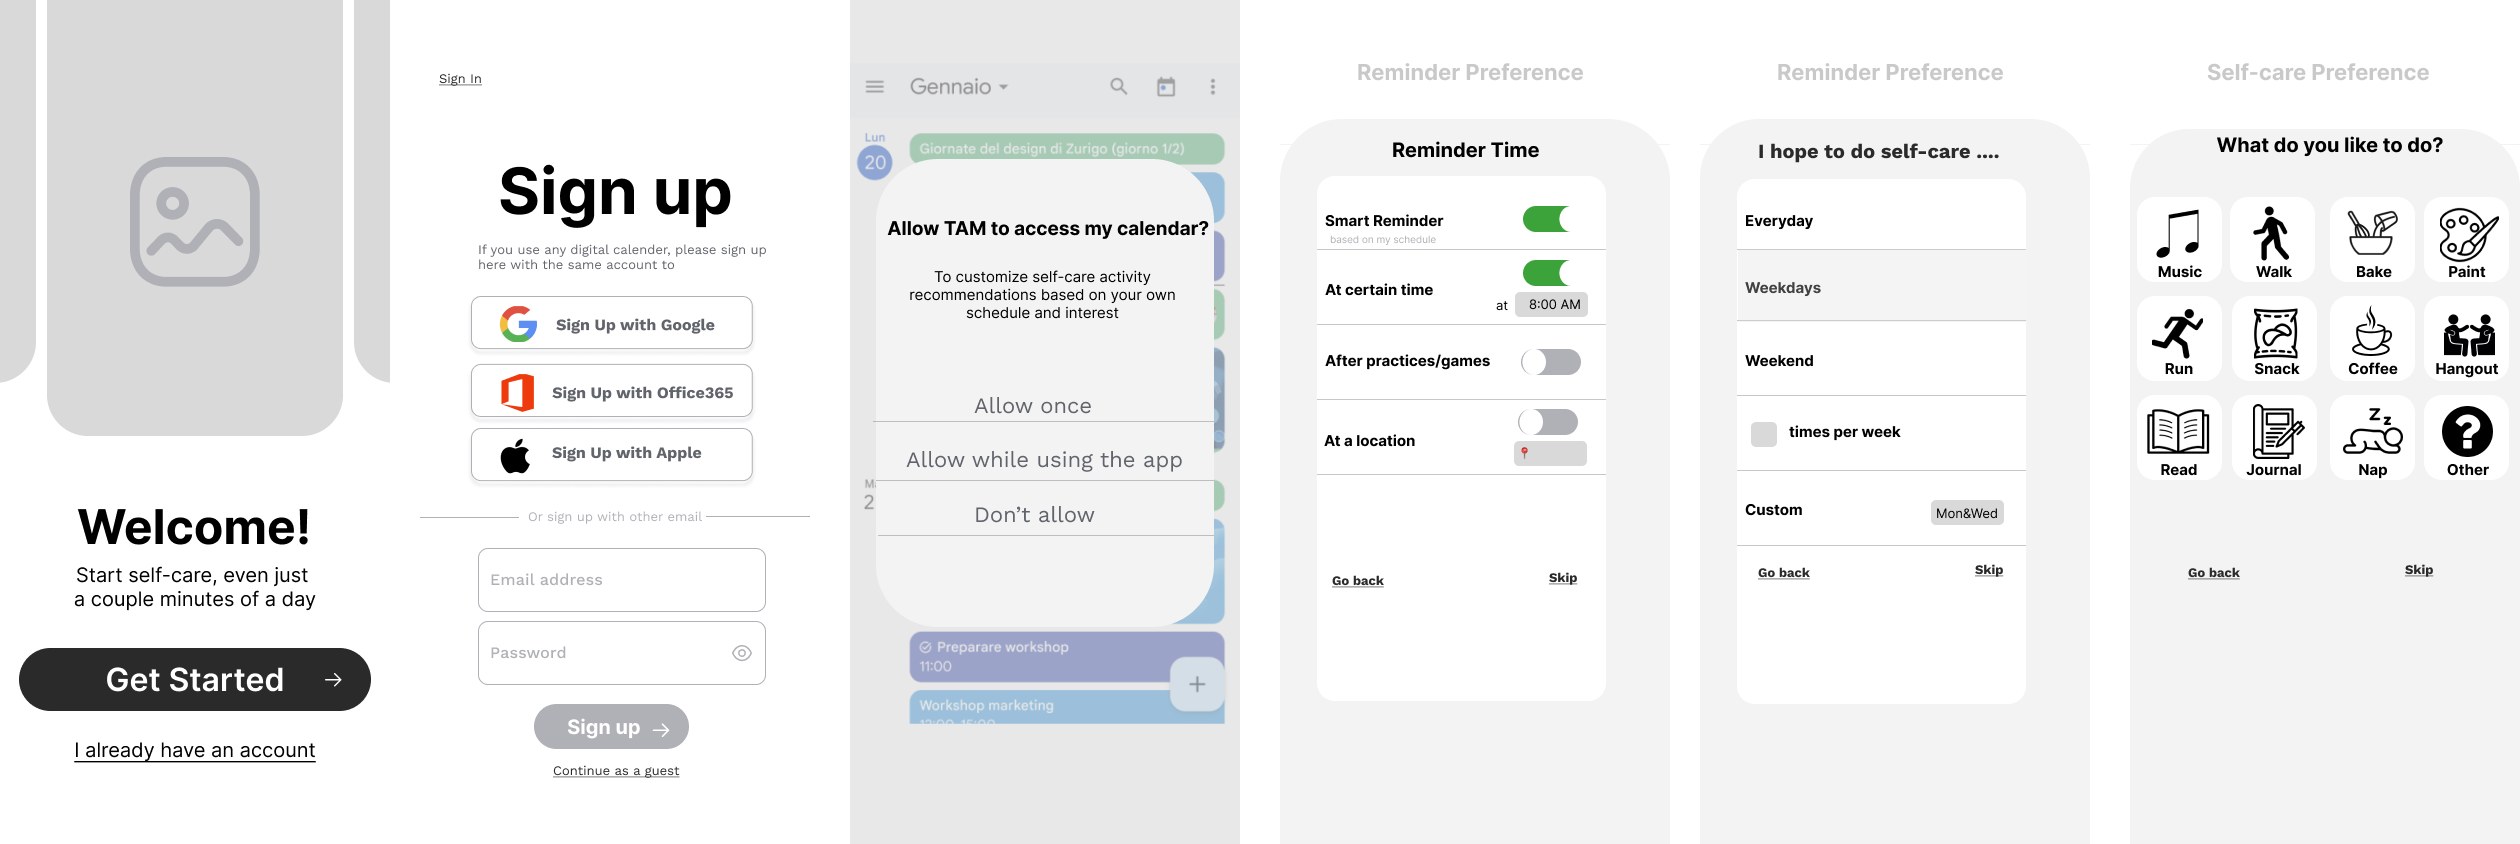 Welcome!
Start self-care, even just
a couple minutes of a day
Get Started
I already have an account
Sign In
Sign up
If you use any digital calender, please sign up
here with the same account to
Sign Up with Google
Sign Up with Office365
Sign Up with Apple
Or sign up with other email
Email address
Password
Sign up
Continue as a guest
Gennaio
Lun
20
Giornate del design di Zurigo (giorno 1/2)
Allow TAM to access my calendar?
To customize self-care activity
recommendations based on your own
schedule and interest
Allow once
Allow while using the app
Don’t allow
Preparare workshop
11:00
Workshop marketing
Reminder Preference
Reminder Time
Smart Reminder
based on my schedule
At certain time
at 8:00 AM
After practices/games
At a location
Go back
Skip
Reminder Preference
I hope to do self-care ....
Everyday
Weekdays
Weekend
times per week
Custom
Mon&Wed
Go back
Skip
Self-care Preference
What do you like to do?
Music
Walk
Bake
Paint
Run
Snack
Coffee
Hangout
Read
Journal
Nap
Other
Go back
Skip